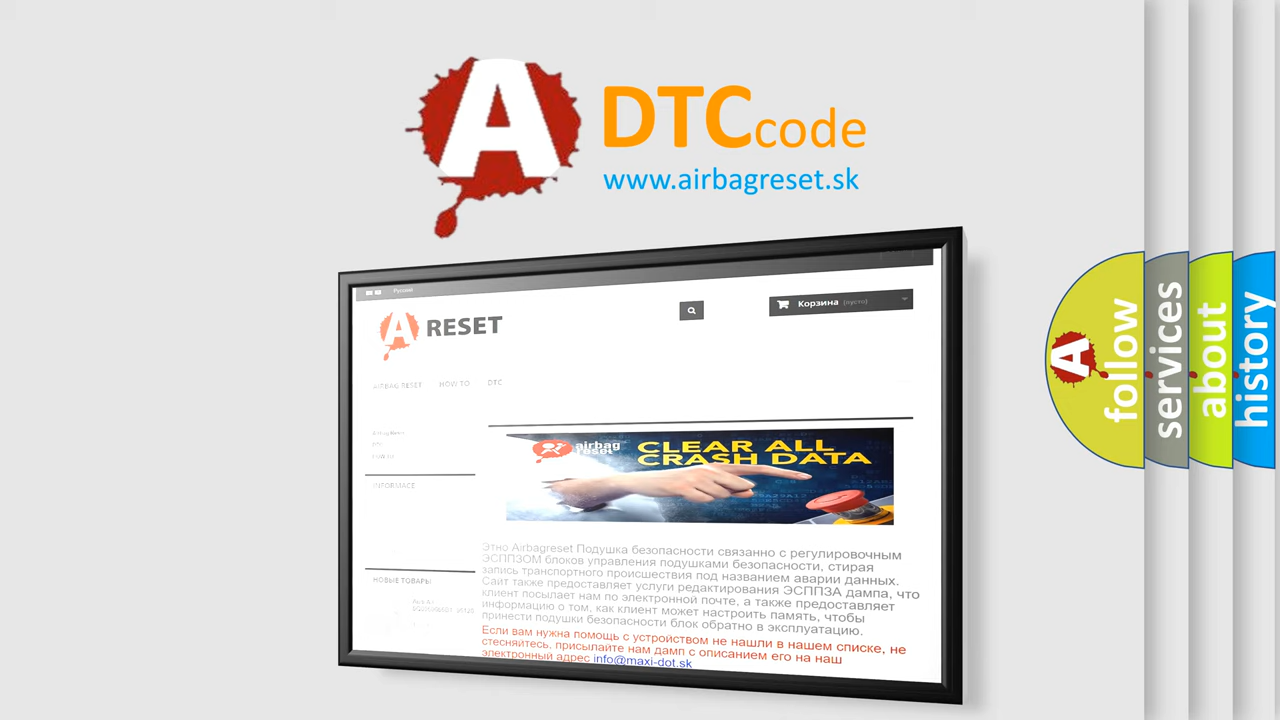 A
DTC code
www.airbagreset.sk
Русский
A RESET
Корзина (пусто)
AIRBAG RESET HOW TO DTC
INFORMACE
airbag
reset
CLEAR ALL
CRASH DATA
НОВЫЕ ТОВАРЫ
Этно Airbagreset Подушка безопасности связанно с регулировочным
ЭСППЗОМ блоков управления подушками безопасности, стирая
запись транспортного происшествия под названием аварии данных.
Сайт также предоставляет услуги редактирования ЭСППЗА дампа, что
клиент посылает нам по электронной почте, а также предоставляет
информацию о том, как клиент может настроить память, чтобы
принести подушки безопасности блок обратно в эксплуатацию.
Если вам нужна помощь с устройством не нашли в нашем списке, не
стесняйтесь, присылайте нам дамп с описанием его на наш
электронный адрес info@maxi-dot.sk
A
follow
services
about
history